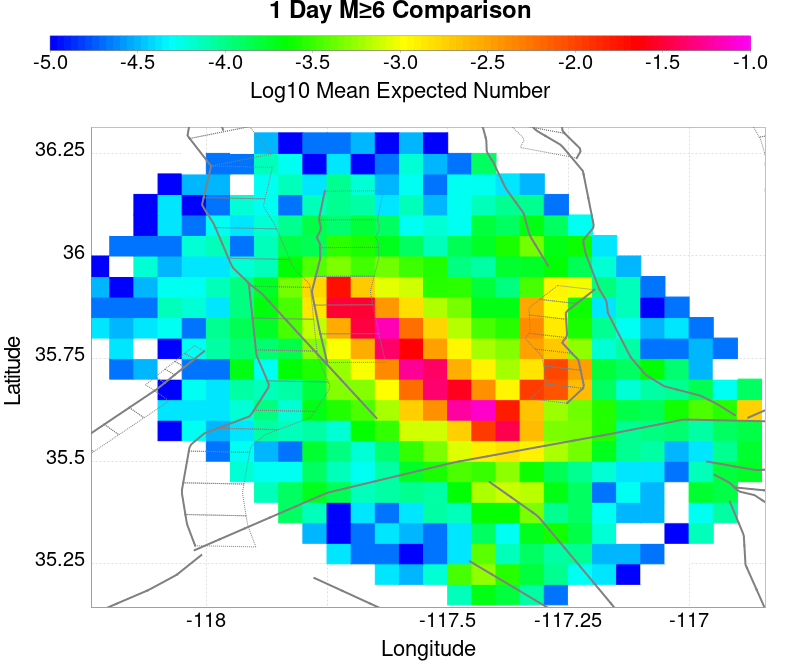 1 Day M≥6 Comparison
-5.0 -4.5 -4.0 -3.5 -3.0 -2.5 -2.0 -1.5 -1.0
Log10 Mean Expected Number
36.25
36
35.75
35.5
35.25
Latitude
-118 -117.5 -117.25 -117
Longitude